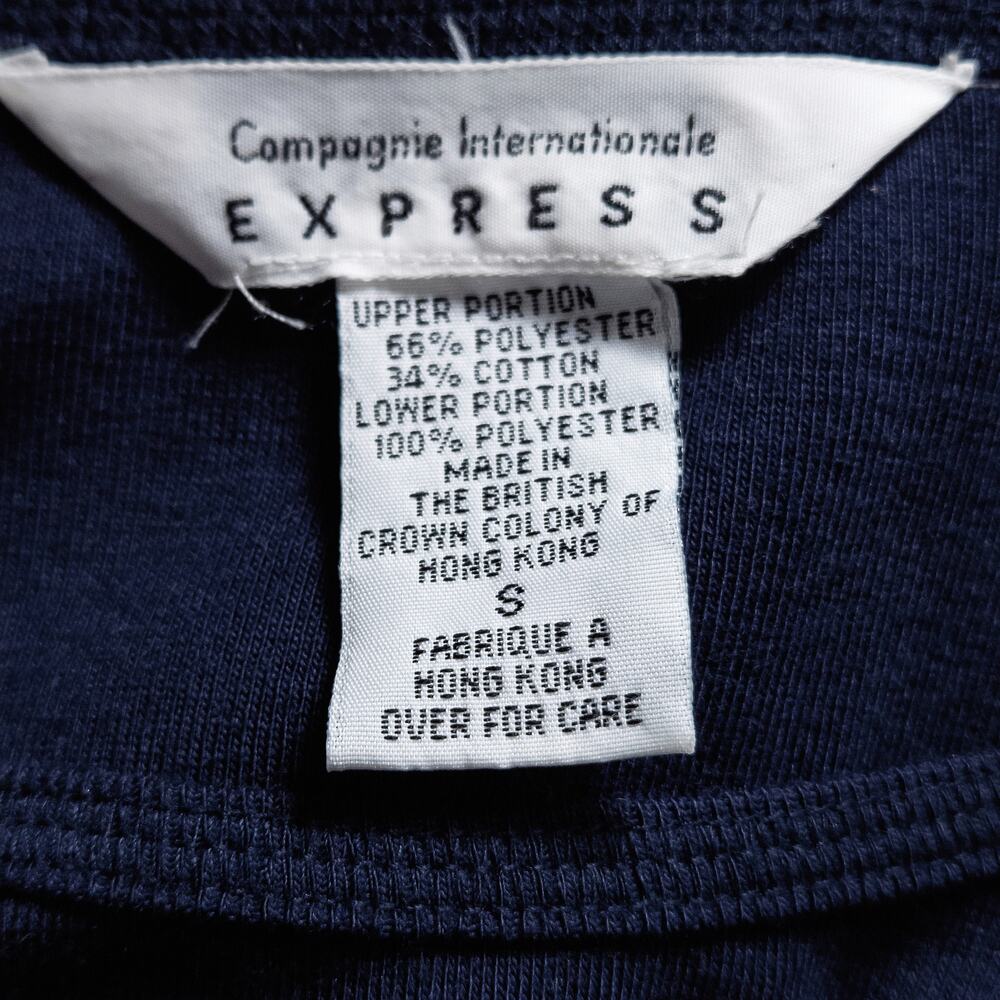 Compagnie Internationale
EXPRESS
UPPER PORTION
66% POLYESTER
34% COTTON
LOWER PORTION
100% POLYESTER
MADE IN
THE BRITISH
CROWN COLONY OF
HONG KONG
S
FABRIQUE A
HONG KONG
OVER FOR CARE